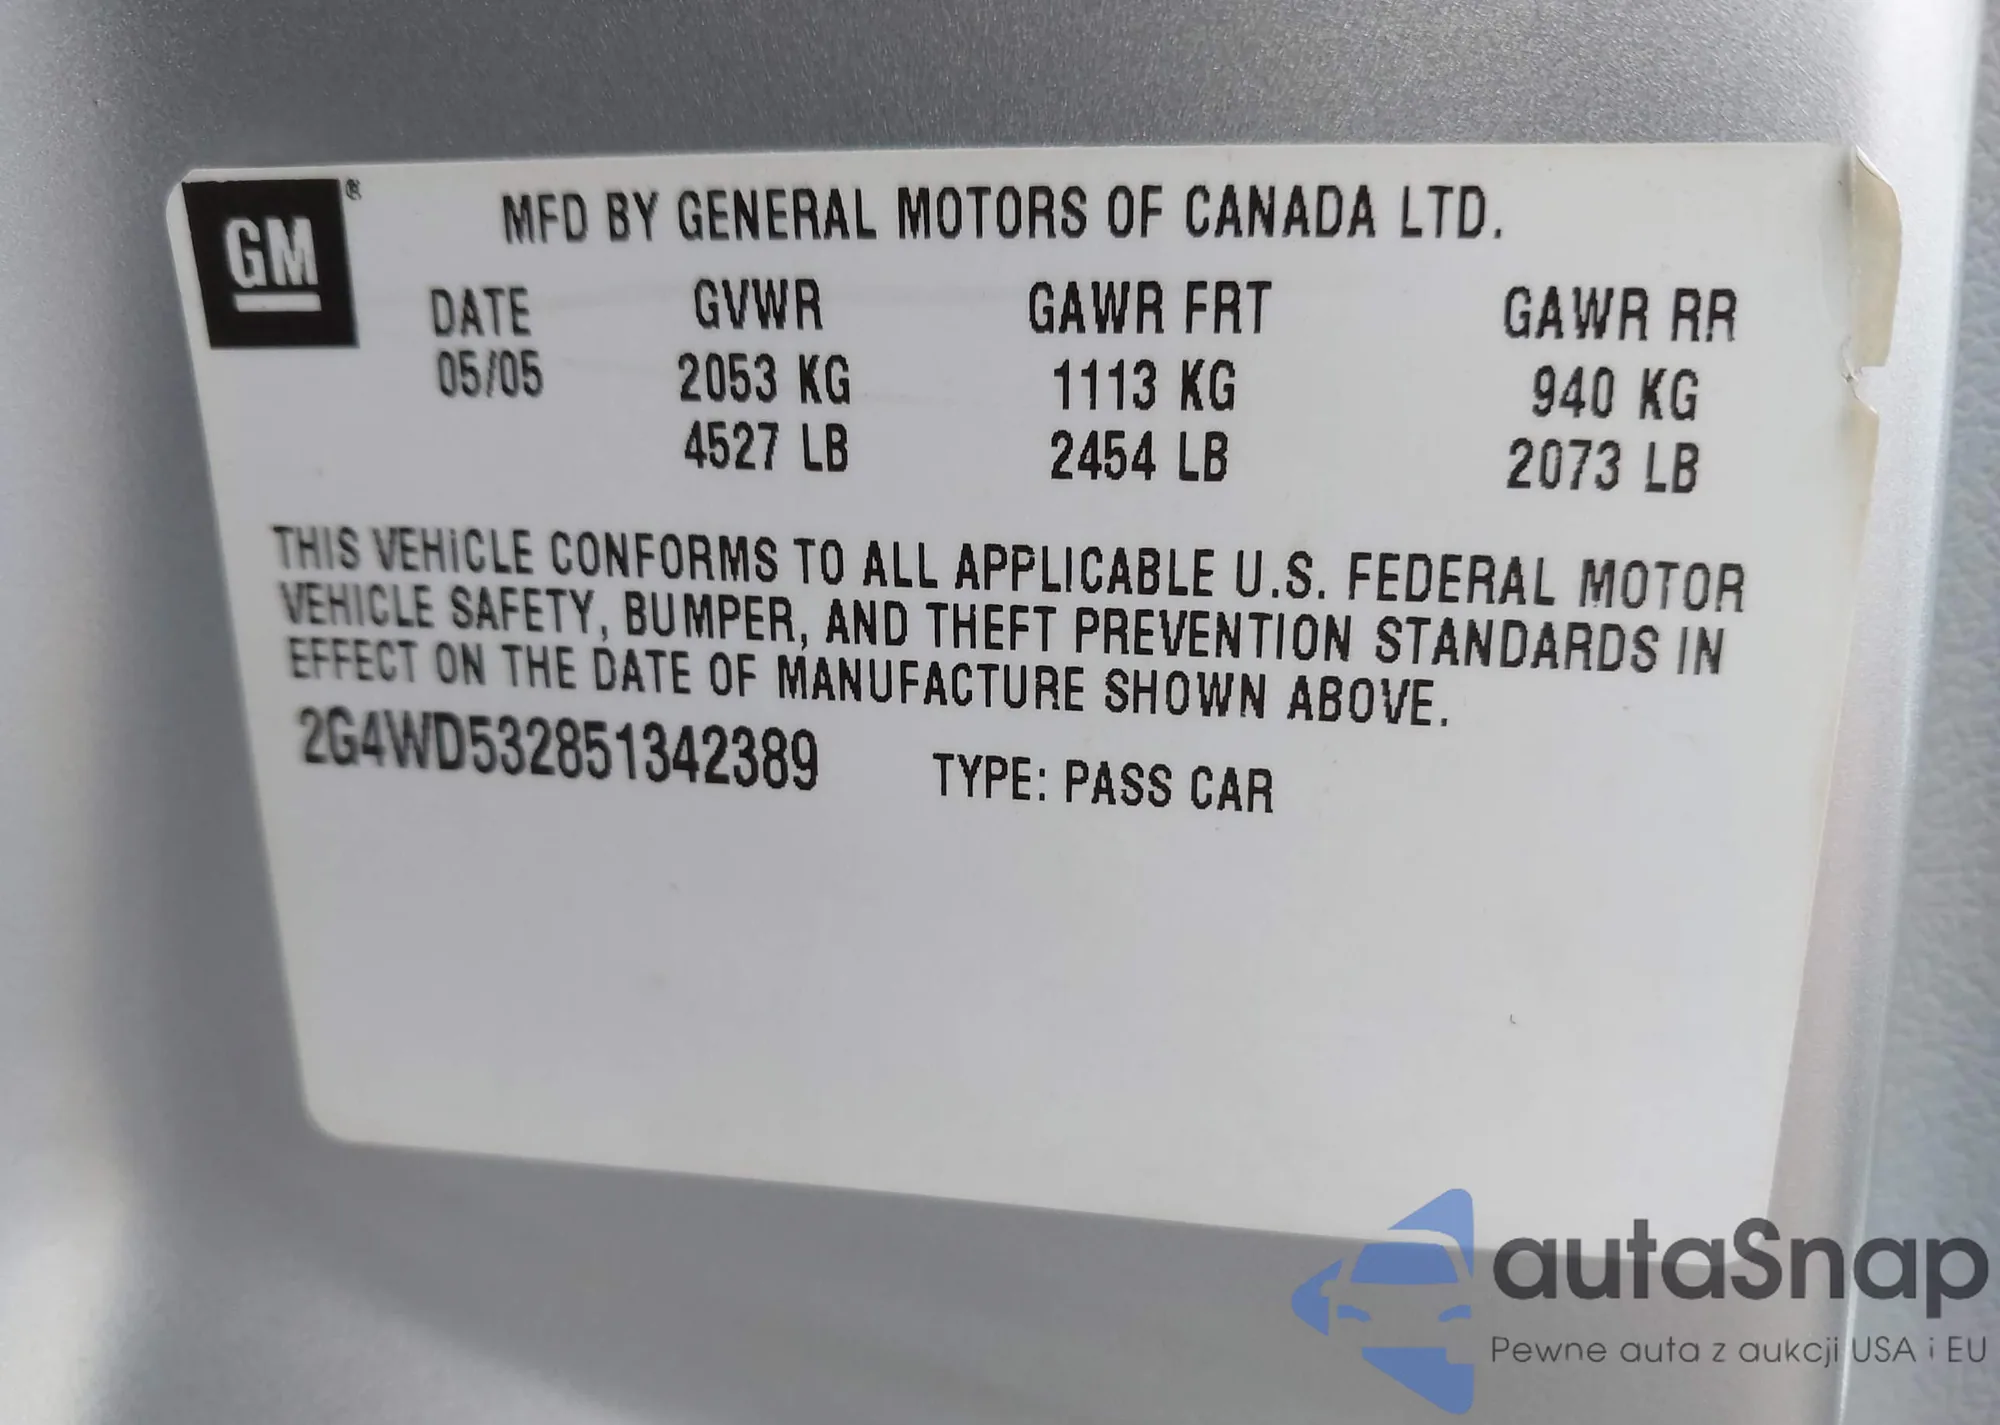 GM ®
MFD BY GENERAL MOTORS OF CANADA LTD.
DATE GVWR GAWR FRT GAWR RR
05/05 2053 KG 1113 KG 940 KG
4527 LB 2454 LB 2073 LB
THIS VEHICLE CONFORMS TO ALL APPLICABLE U.S. FEDERAL MOTOR
VEHICLE SAFETY, BUMPER, AND THEFT PREVENTION STANDARDS IN
EFFECT ON THE DATE OF MANUFACTURE SHOWN ABOVE.
2G4WD532851342389 TYPE: PASS CAR
autaSnap
Pewne auta z aukcji USA i EU